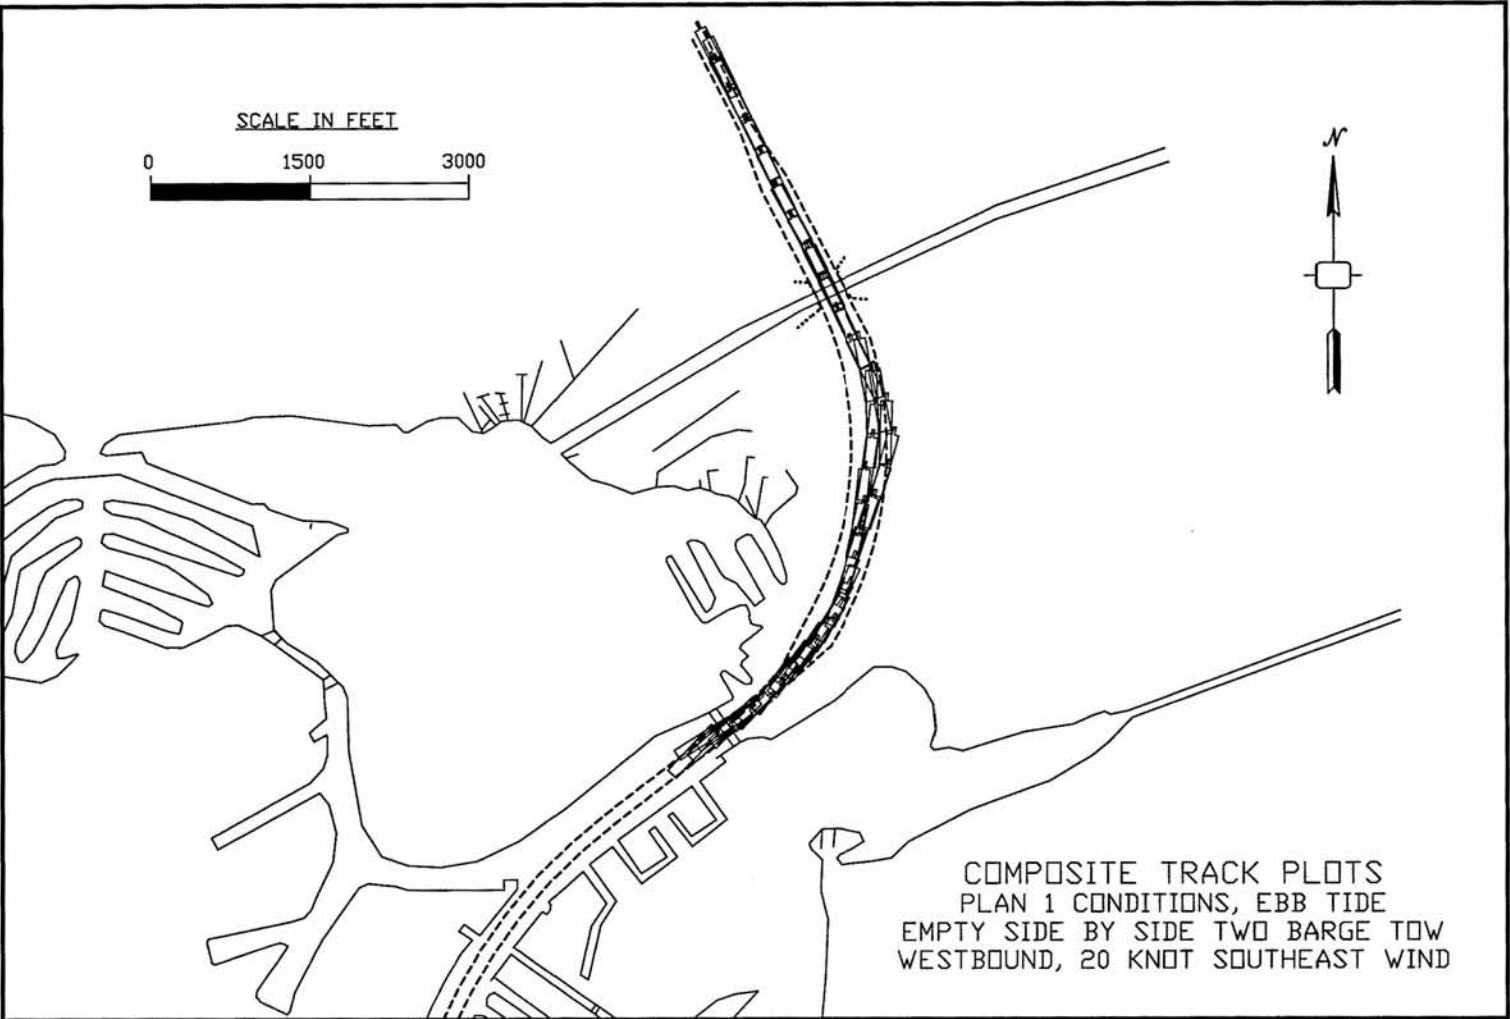 SCALE IN FEET
0 1500 3000
N
COMPOSITE TRACK PLOTS
PLAN 1 CONDITIONS, EBB TIDE
EMPTY SIDE BY SIDE TWO BARGE TOW
WESTBOUND, 20 KNOT SOUTHEAST WIND